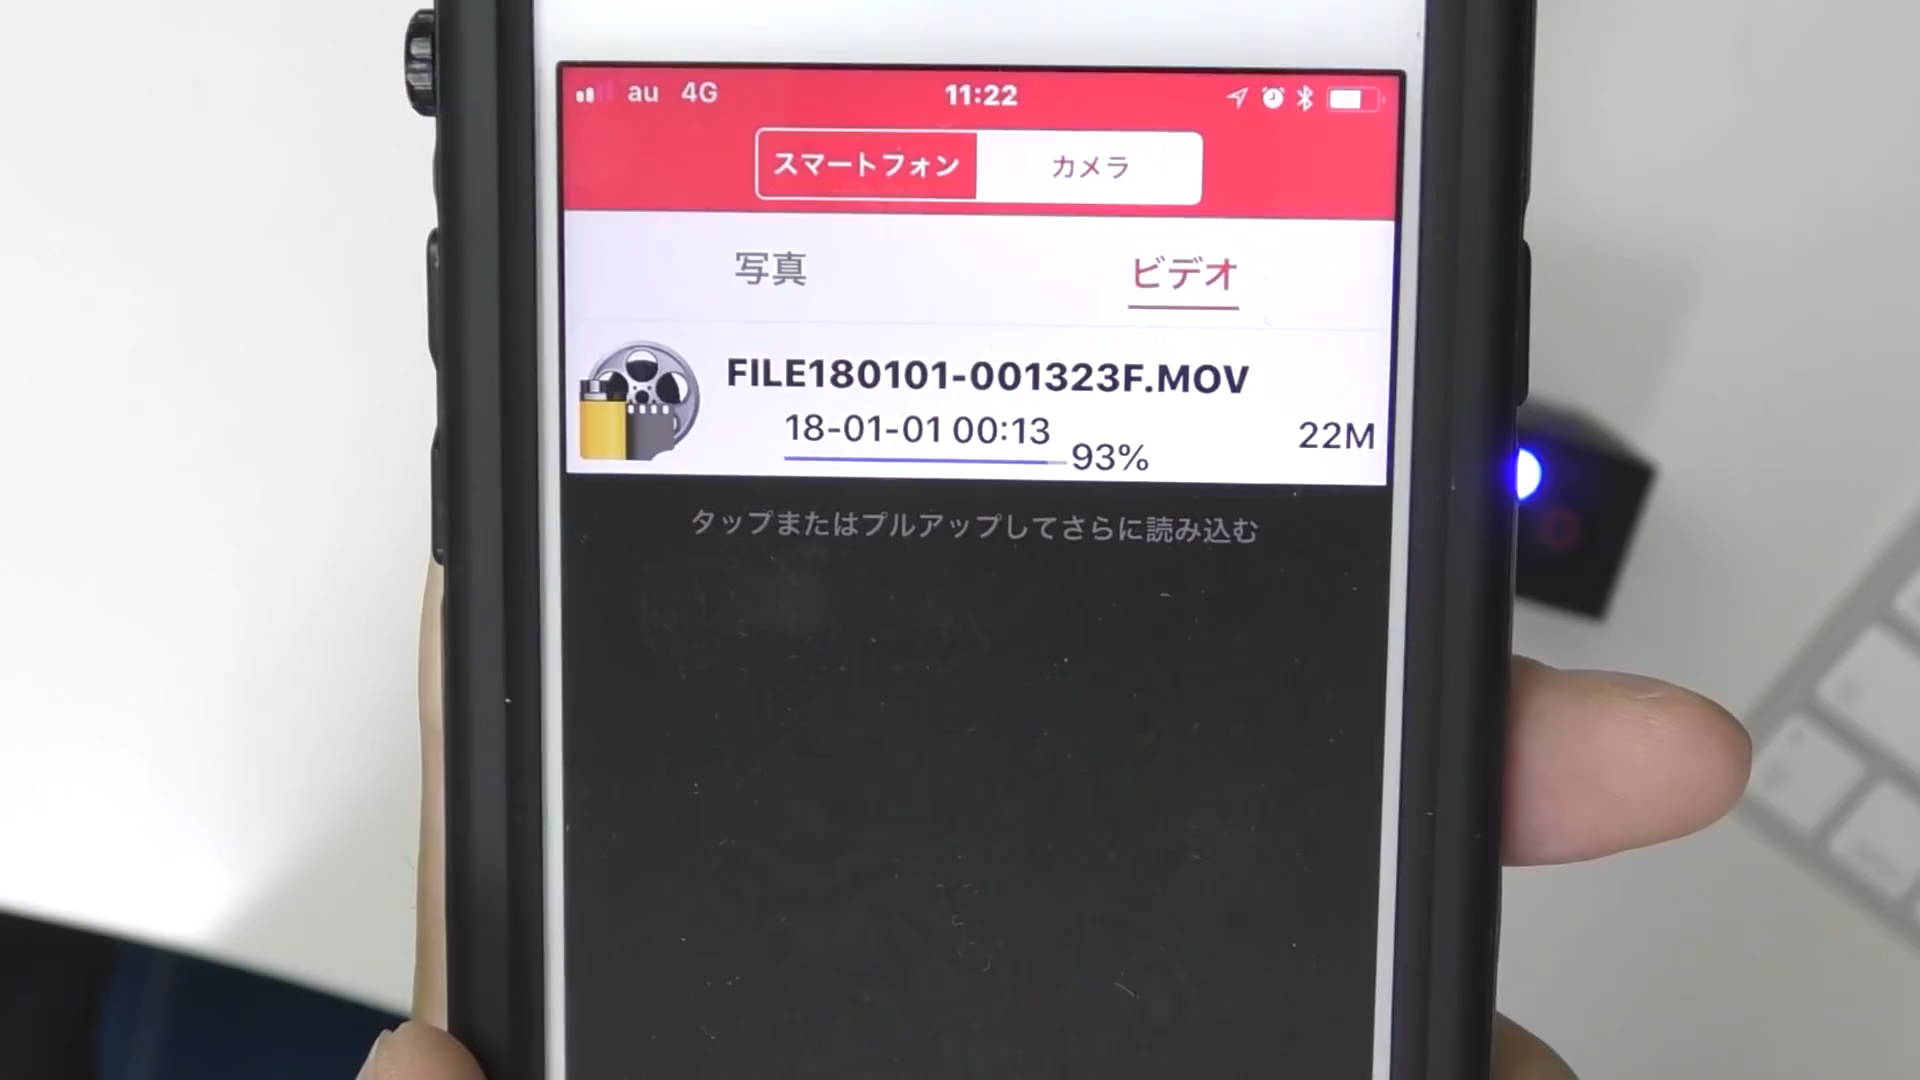 au 4G 11:22
スマートフォン カメラ
写真 ビデオ
FILE180101-001323F.MOV
18-01-01 00:13
93%
22M
タップまたはプルアップしてさらに読み込む